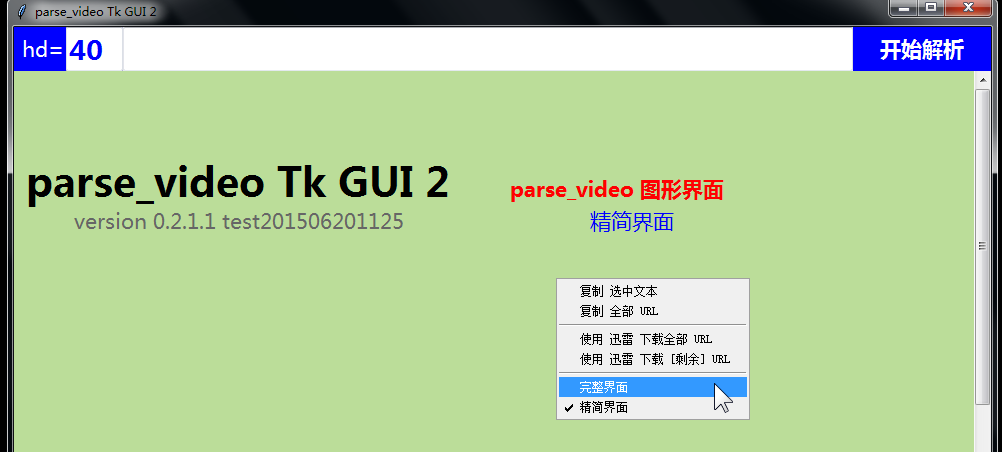 parse_video Tk GUI 2
hd= 40 开始解析
parse_video Tk GUI 2
version 0.2.1.1 test201506201125
parse_video 图形界面
精简界面
复制 选中文本
复制 全部 URL
使用 迅雷 下载全部 URL
使用 迅雷 下载 [剩余] URL
完整界面
✓ 精简界面